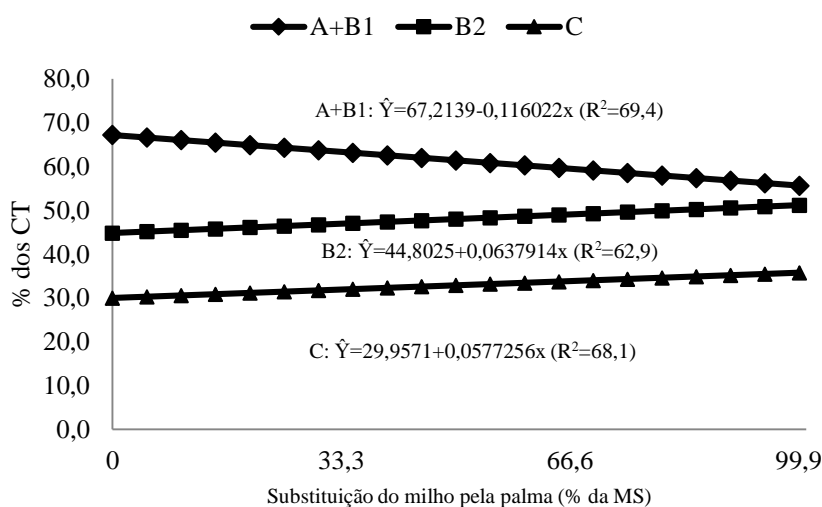 A+B1 B2 C
80,0
A+B1: Ŷ=67,2139-0,116022x (R²=69,4)
70,0
60,0
50,0
B2: Ŷ=44,8025+0,0637914x (R²=62,9)
40,0
30,0
C: Ŷ=29,9571+0,0577256x (R²=68,1)
20,0
10,0
0,0
% dos CT
0 33,3 66,6 99,9
Substituição do milho pela palma (% da MS)